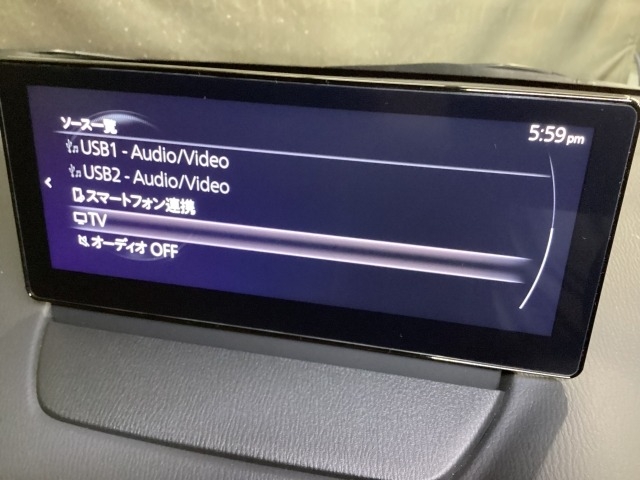 ソース一覧
5:59pm
USB1 - Audio/Video
USB2 - Audio/Video
スマートフォン連携
TV
オーディオ OFF